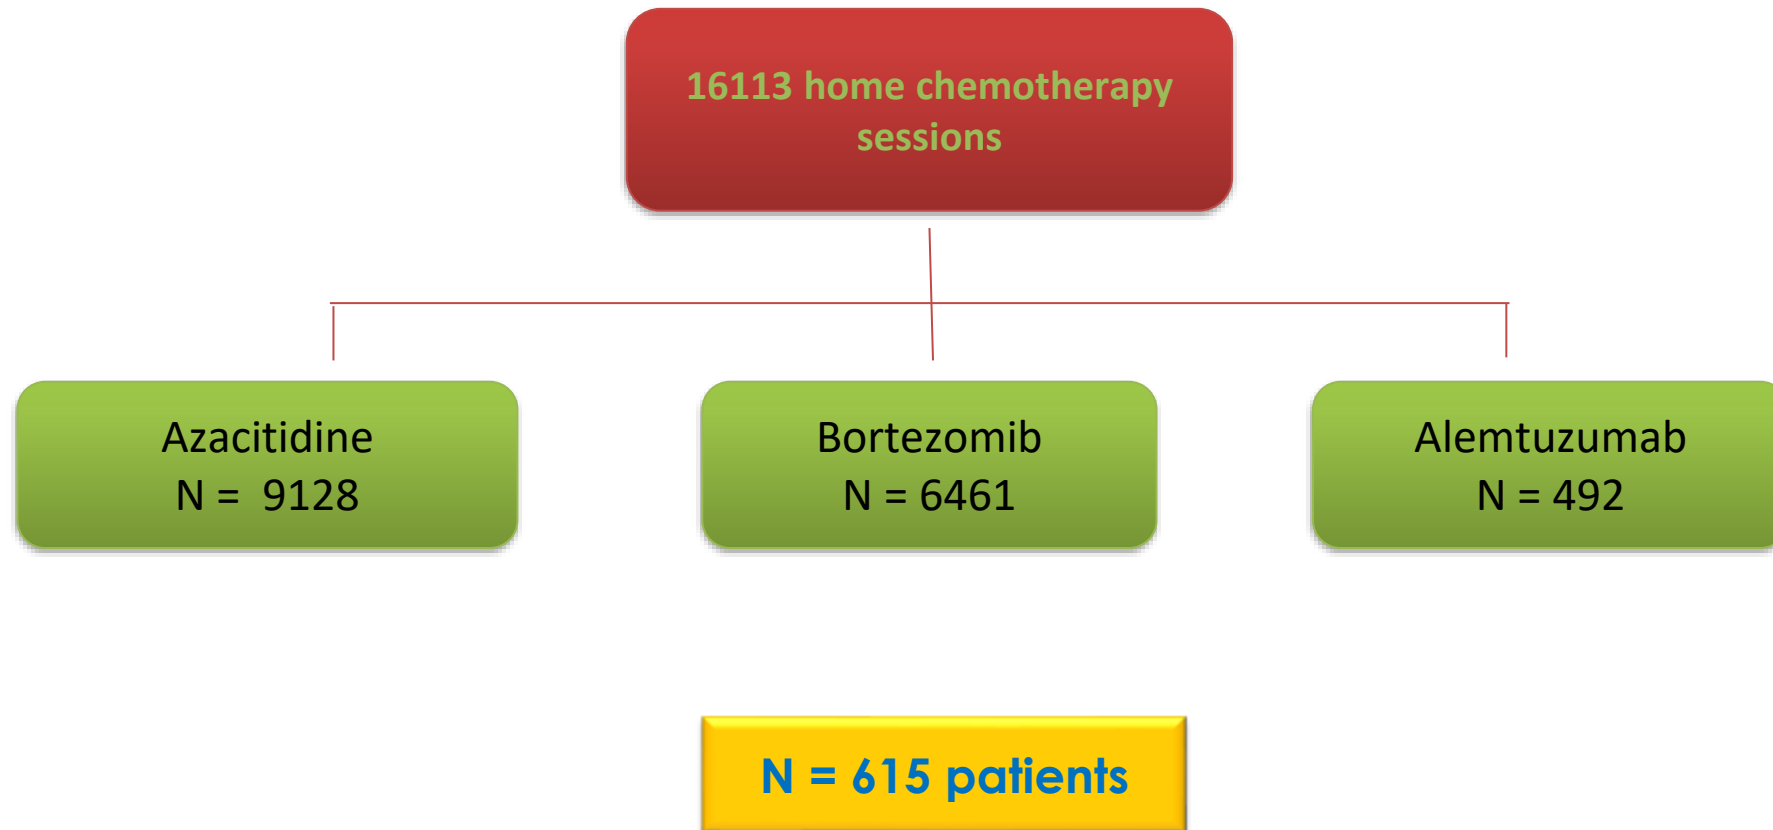 16113 home chemotherapy
sessions
Azacitidine
N =  9128
Bortezomib
N = 6461
Alemtuzumab
N = 492
N = 615 patients